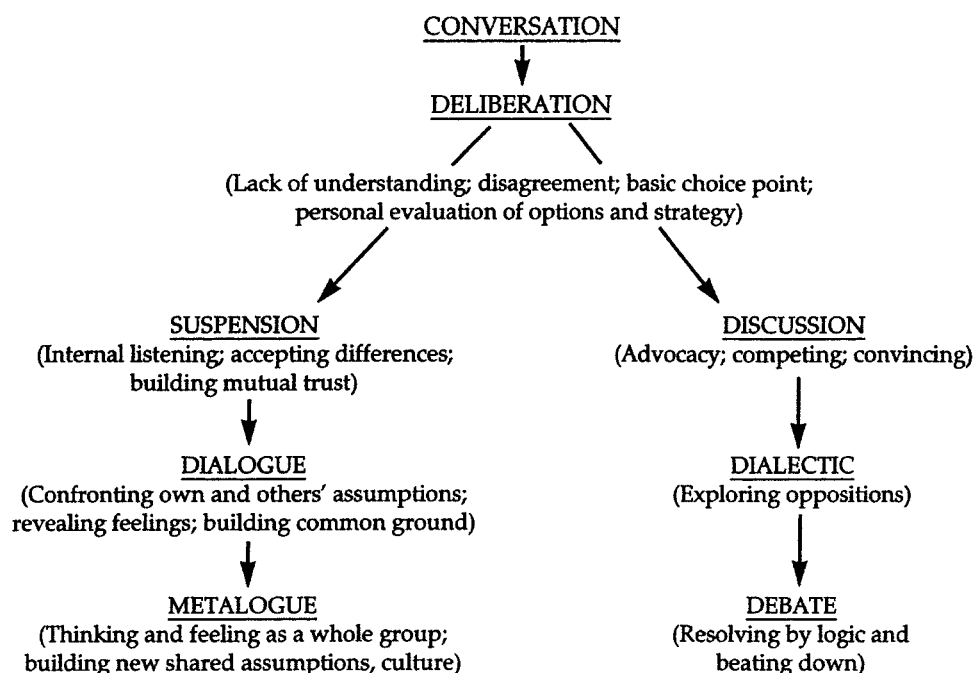 CONVERSATION
DELIBERATION
(Lack of understanding; disagreement; basic choice point;
personal evaluation of options and strategy)
SUSPENSION
(Internal listening; accepting differences;
building mutual trust)
DIALOGUE
(Confronting own and others' assumptions;
revealing feelings; building common ground)
METALOGUE
(Thinking and feeling as a whole group;
building new shared assumptions, culture)
DISCUSSION
(Advocacy; competing; convincing)
DIALECTIC
(Exploring oppositions)
DEBATE
(Resolving by logic and
beating down)